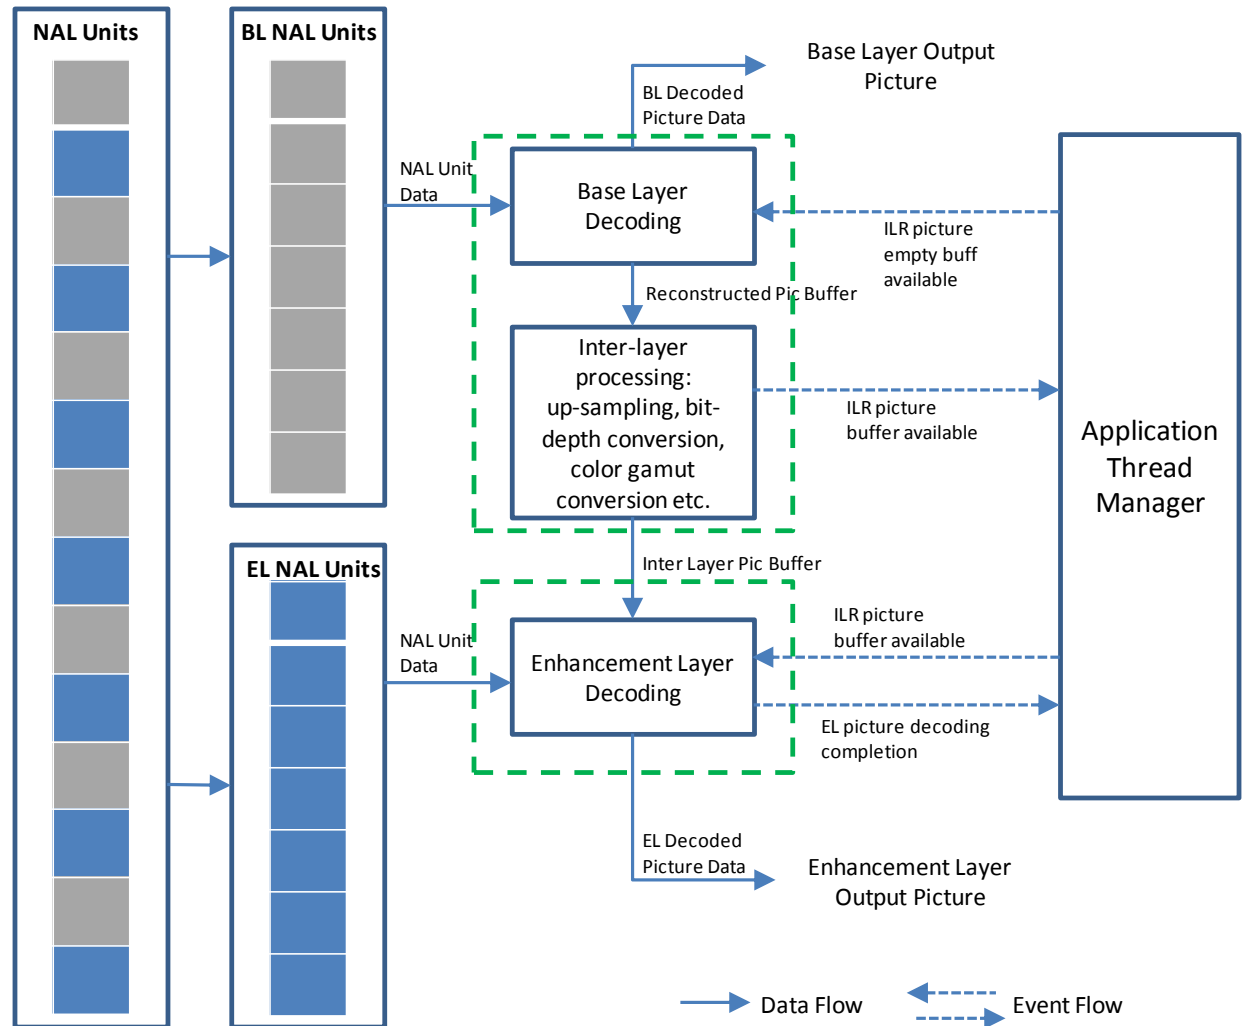 NAL Units
BL NAL Units
Base Layer Output
Picture
BL Decoded
Picture Data
NAL Unit
Data
Base Layer
Decoding
ILR picture
empty buff
available
Reconstructed Pic Buffer
Inter-layer
processing:
up-sampling, bit-
depth conversion,
color gamut
conversion etc.
ILR picture
buffer available
Application
Thread
Manager
Inter Layer Pic Buffer
EL NAL Units
NAL Unit
Data
Enhancement Layer
Decoding
ILR picture
buffer available
EL picture decoding
completion
EL Decoded
Picture Data
Enhancement Layer
Output Picture
Data Flow
Event Flow